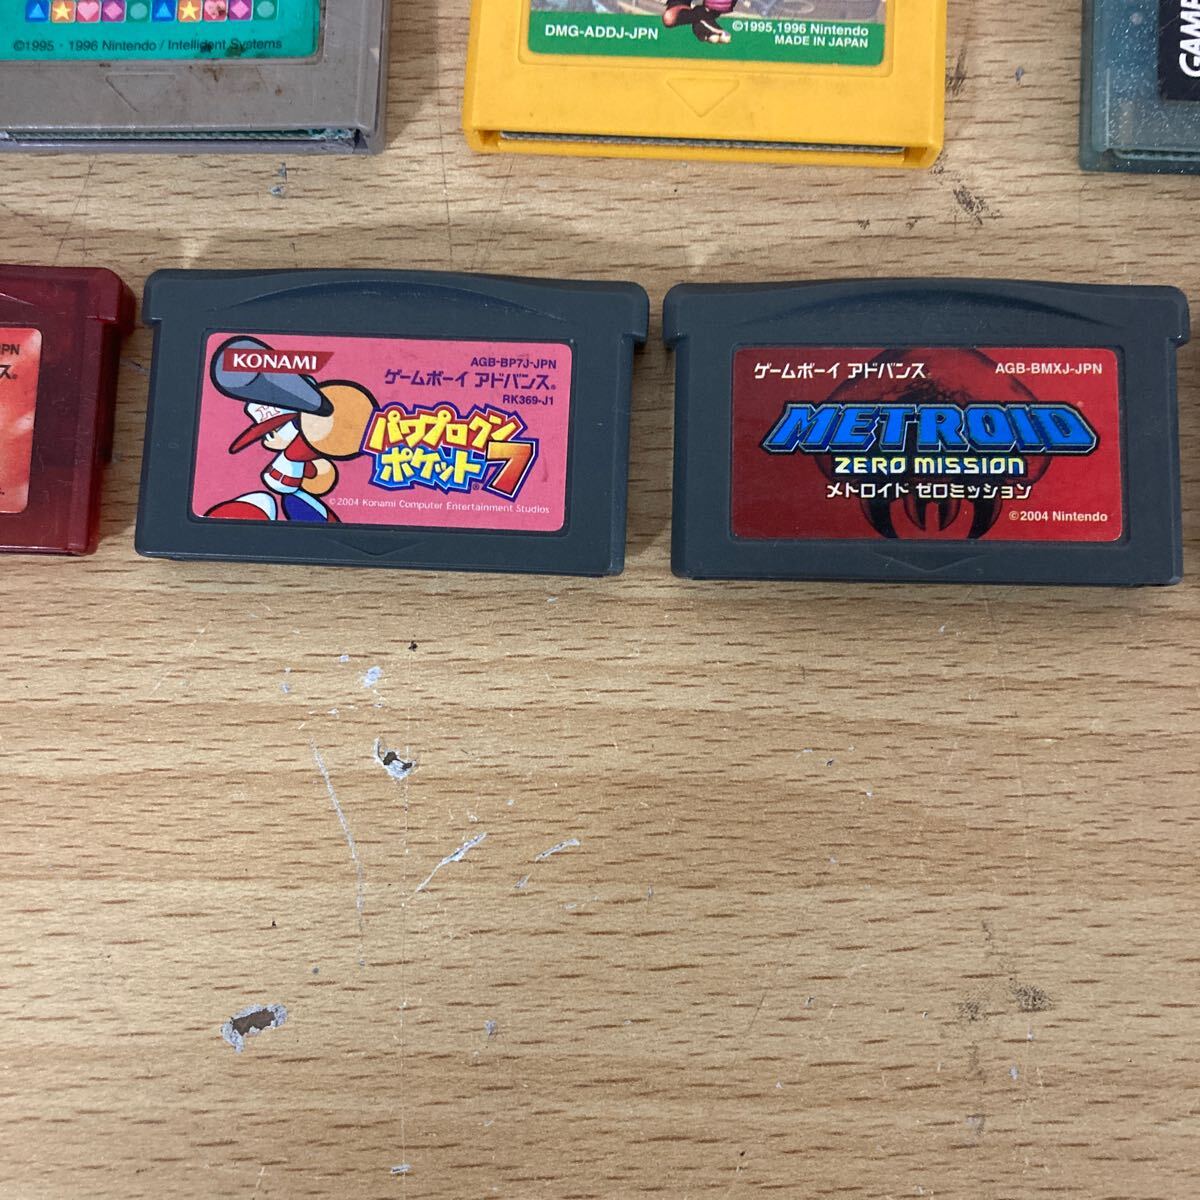 ©1995・1996 Nintendo / Intelligent Systems
DMG-ADDJ-JPN
©1995,1996 Nintendo
MADE IN JAPAN
GAME
KONAMI
AGB-BP7J-JPN
ゲームボーイ アドバンス®
RK369-J1
パワプロクン
ポケット7
©2004 Konami Computer Entertainment Studios
ゲームボーイ アドバンス®
AGB-BMXJ-JPN
METROID
ZERO MISSION
メトロイド ゼロミッション
©2004 Nintendo